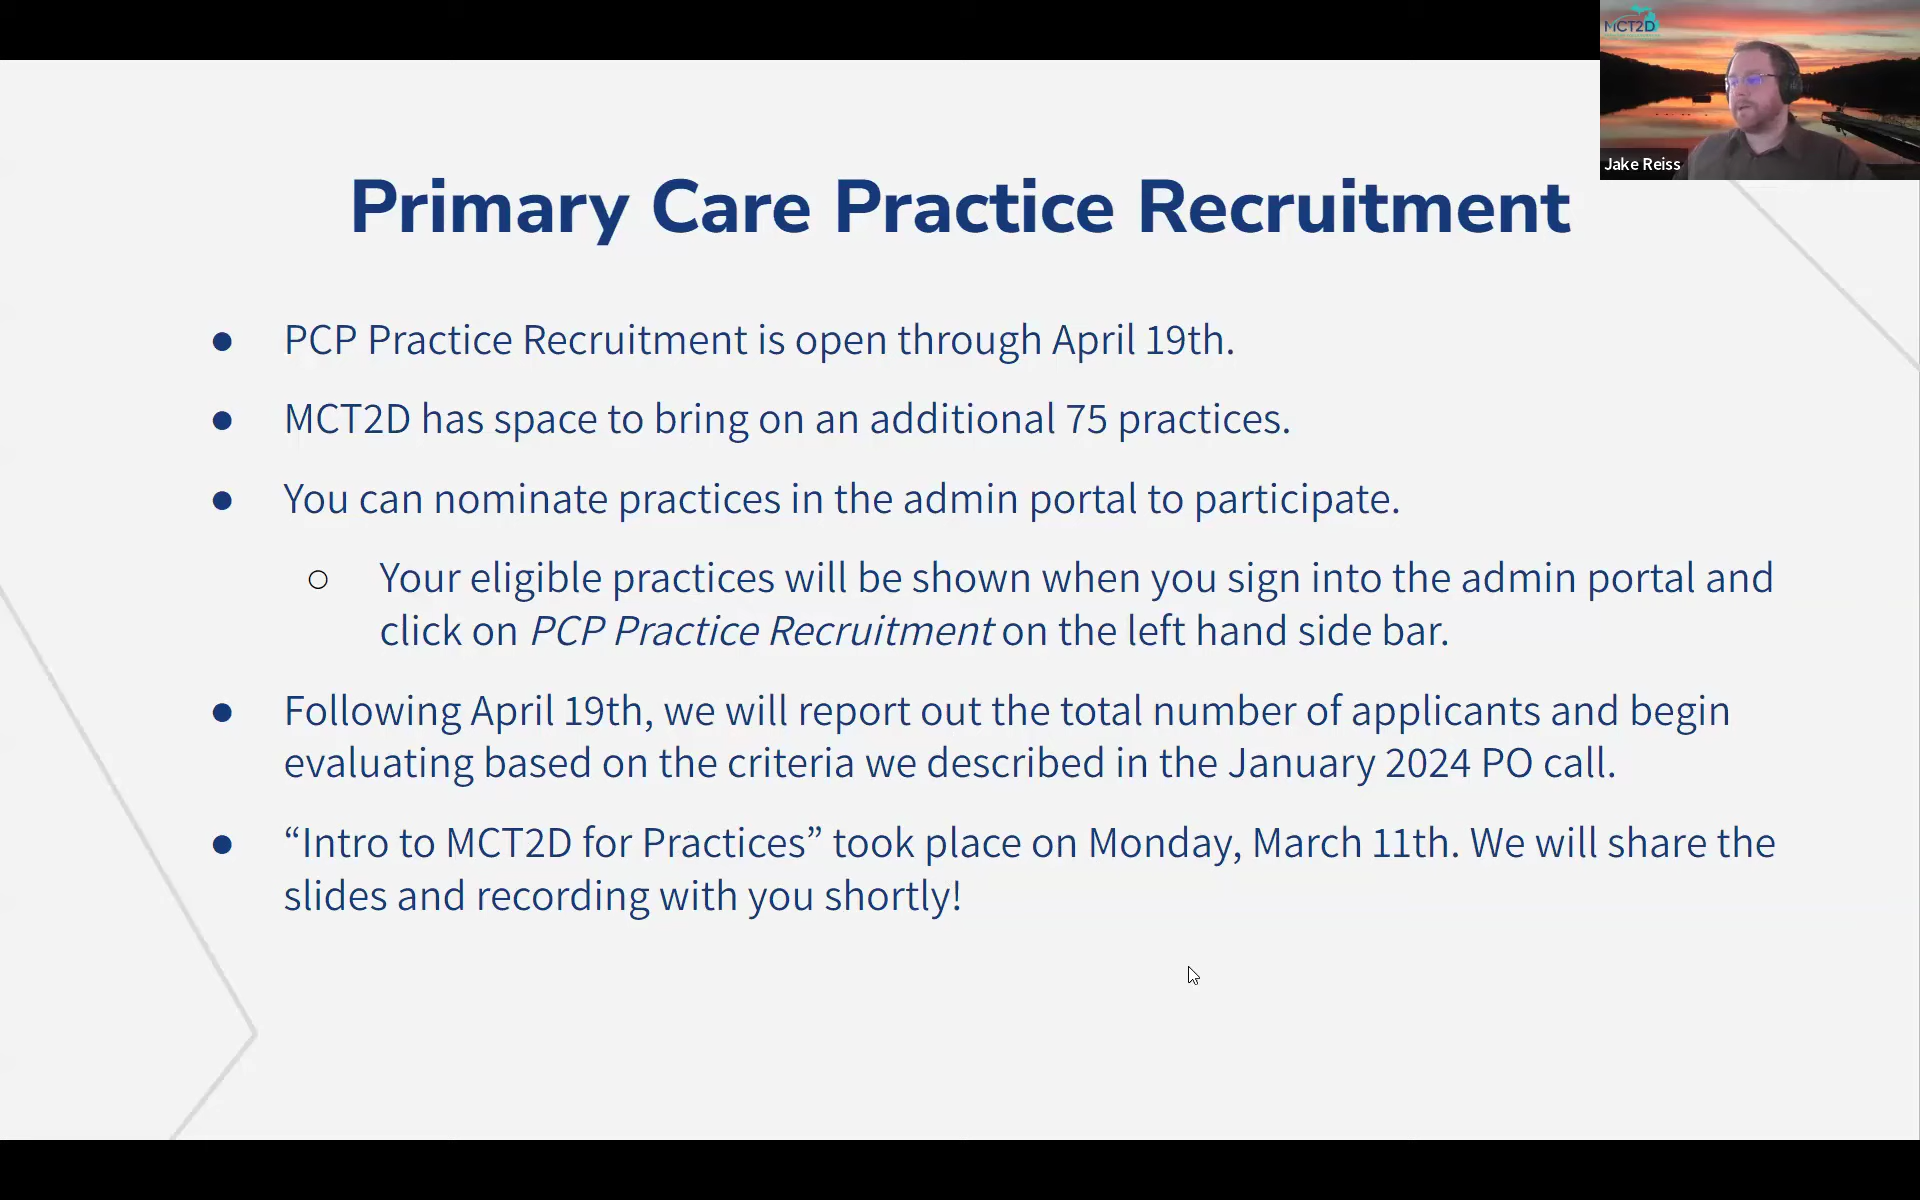 MCT2D
Jake Reiss
Primary Care Practice Recruitment
● PCP Practice Recruitment is open through April 19th.
● MCT2D has space to bring on an additional 75 practices.
● You can nominate practices in the admin portal to participate.
○ Your eligible practices will be shown when you sign into the admin portal and
click on PCP Practice Recruitment on the left hand side bar.
● Following April 19th, we will report out the total number of applicants and begin
evaluating based on the criteria we described in the January 2024 PO call.
● “Intro to MCT2D for Practices” took place on Monday, March 11th. We will share the
slides and recording with you shortly!